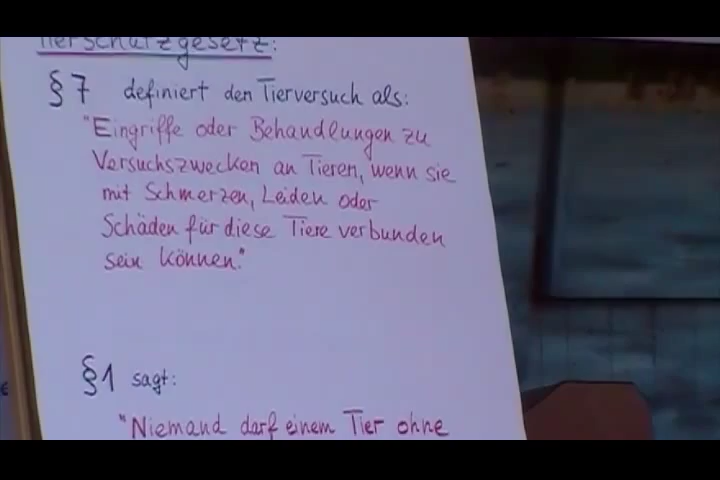 Tierschutzgesetz:
§ 7 definiert den Tierversuch als:
"Eingriffe oder Behandlungen zu
Versuchszwecken an Tieren, wenn sie
mit Schmerzen, Leiden oder
Schäden für diese Tiere verbunden
sein können."
§1 sagt:
"Niemand darf einem Tier ohne